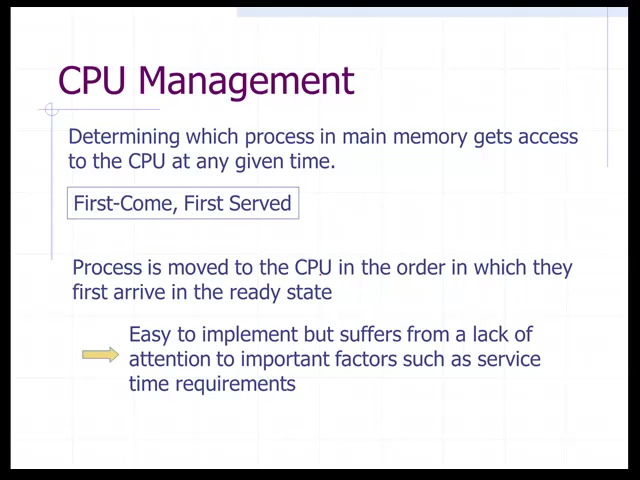 CPU Management
Determining which process in main memory gets access
to the CPU at any given time.
First-Come, First Served
Process is moved to the CPU in the order in which they
first arrive in the ready state
Easy to implement but suffers from a lack of
attention to important factors such as service
time requirements